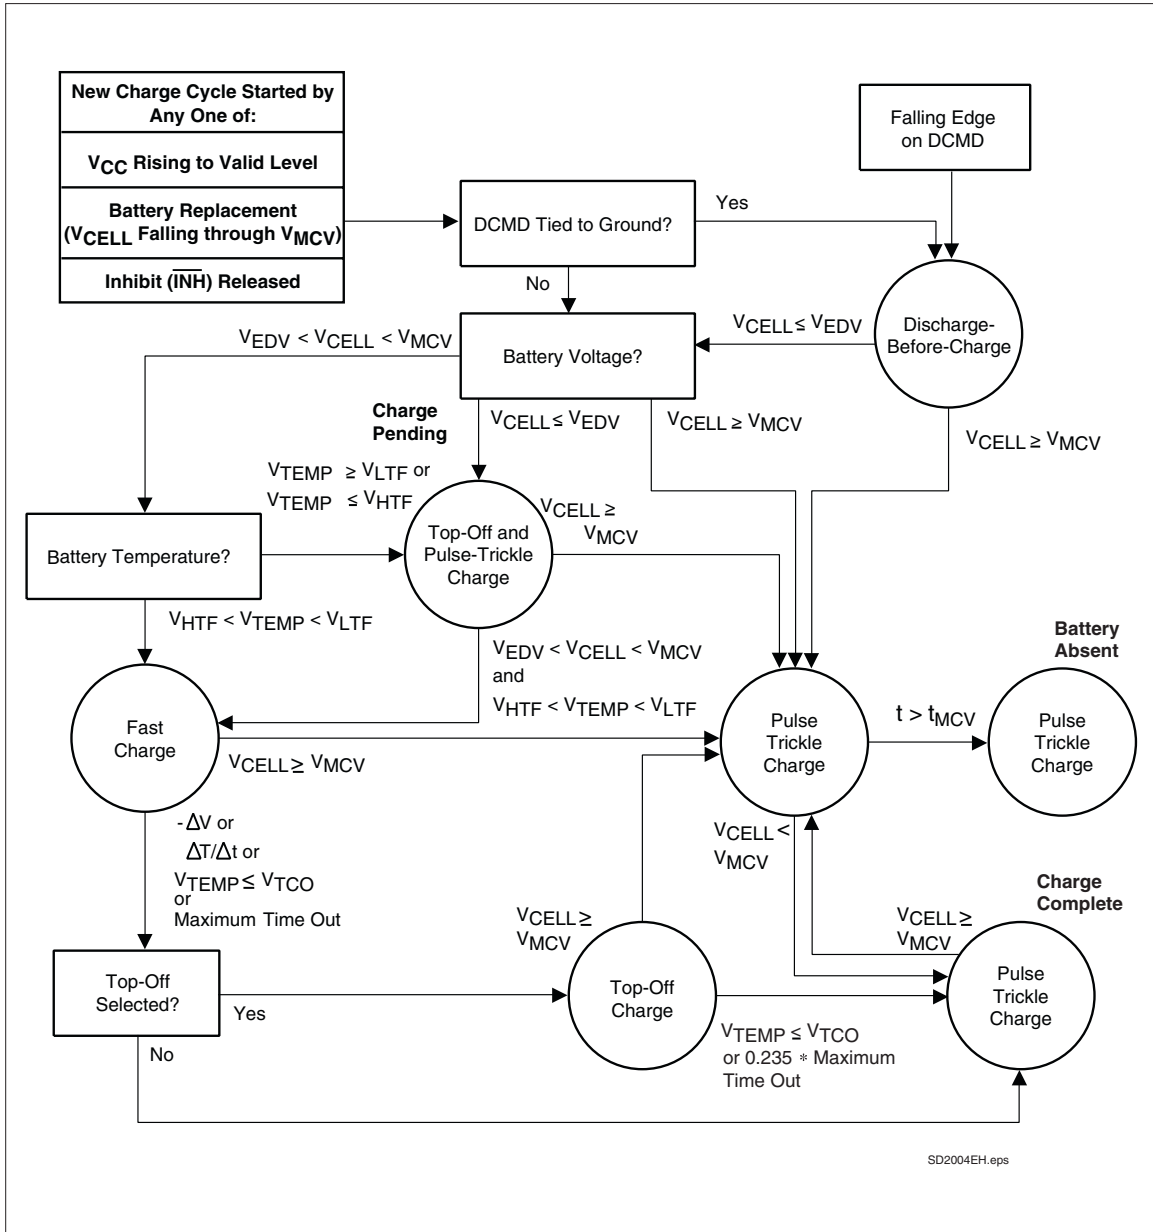 New Charge Cycle Started by
Any One of:
VCC Rising to Valid Level
Battery Replacement
(VCELL Falling through VMCV)
Inhibit (I̅N̅H̅) Released
Falling Edge
on DCMD
DCMD Tied to Ground?
Yes
No
Discharge-
Before-Charge
VCELL ≤ VEDV
VEDV < VCELL < VMCV
Battery Voltage?
Charge
Pending
VCELL ≤ VEDV
VCELL ≥ VMCV
VCELL ≥ VMCV
VTEMP ≥ VLTF or
VTEMP ≤ VHTF
VCELL ≥
VMCV
Battery Temperature?
Top-Off and
Pulse-Trickle
Charge
VHTF < VTEMP < VLTF
VEDV < VCELL < VMCV
and
VHTF < VTEMP < VLTF
Battery
Absent
Fast
Charge
VCELL ≥ VMCV
Pulse
Trickle
Charge
t > tMCV
Pulse
Trickle
Charge
-ΔV or
ΔT/Δt or
VTEMP ≤ VTCO
or
Maximum Time Out
VCELL <
VMCV
Charge
Complete
VCELL ≥
VMCV
VCELL ≥
VMCV
Top-Off
Selected?
Yes
No
Top-Off
Charge
VTEMP ≤ VTCO
or 0.235 * Maximum
Time Out
Pulse
Trickle
Charge
SD2004EH.eps